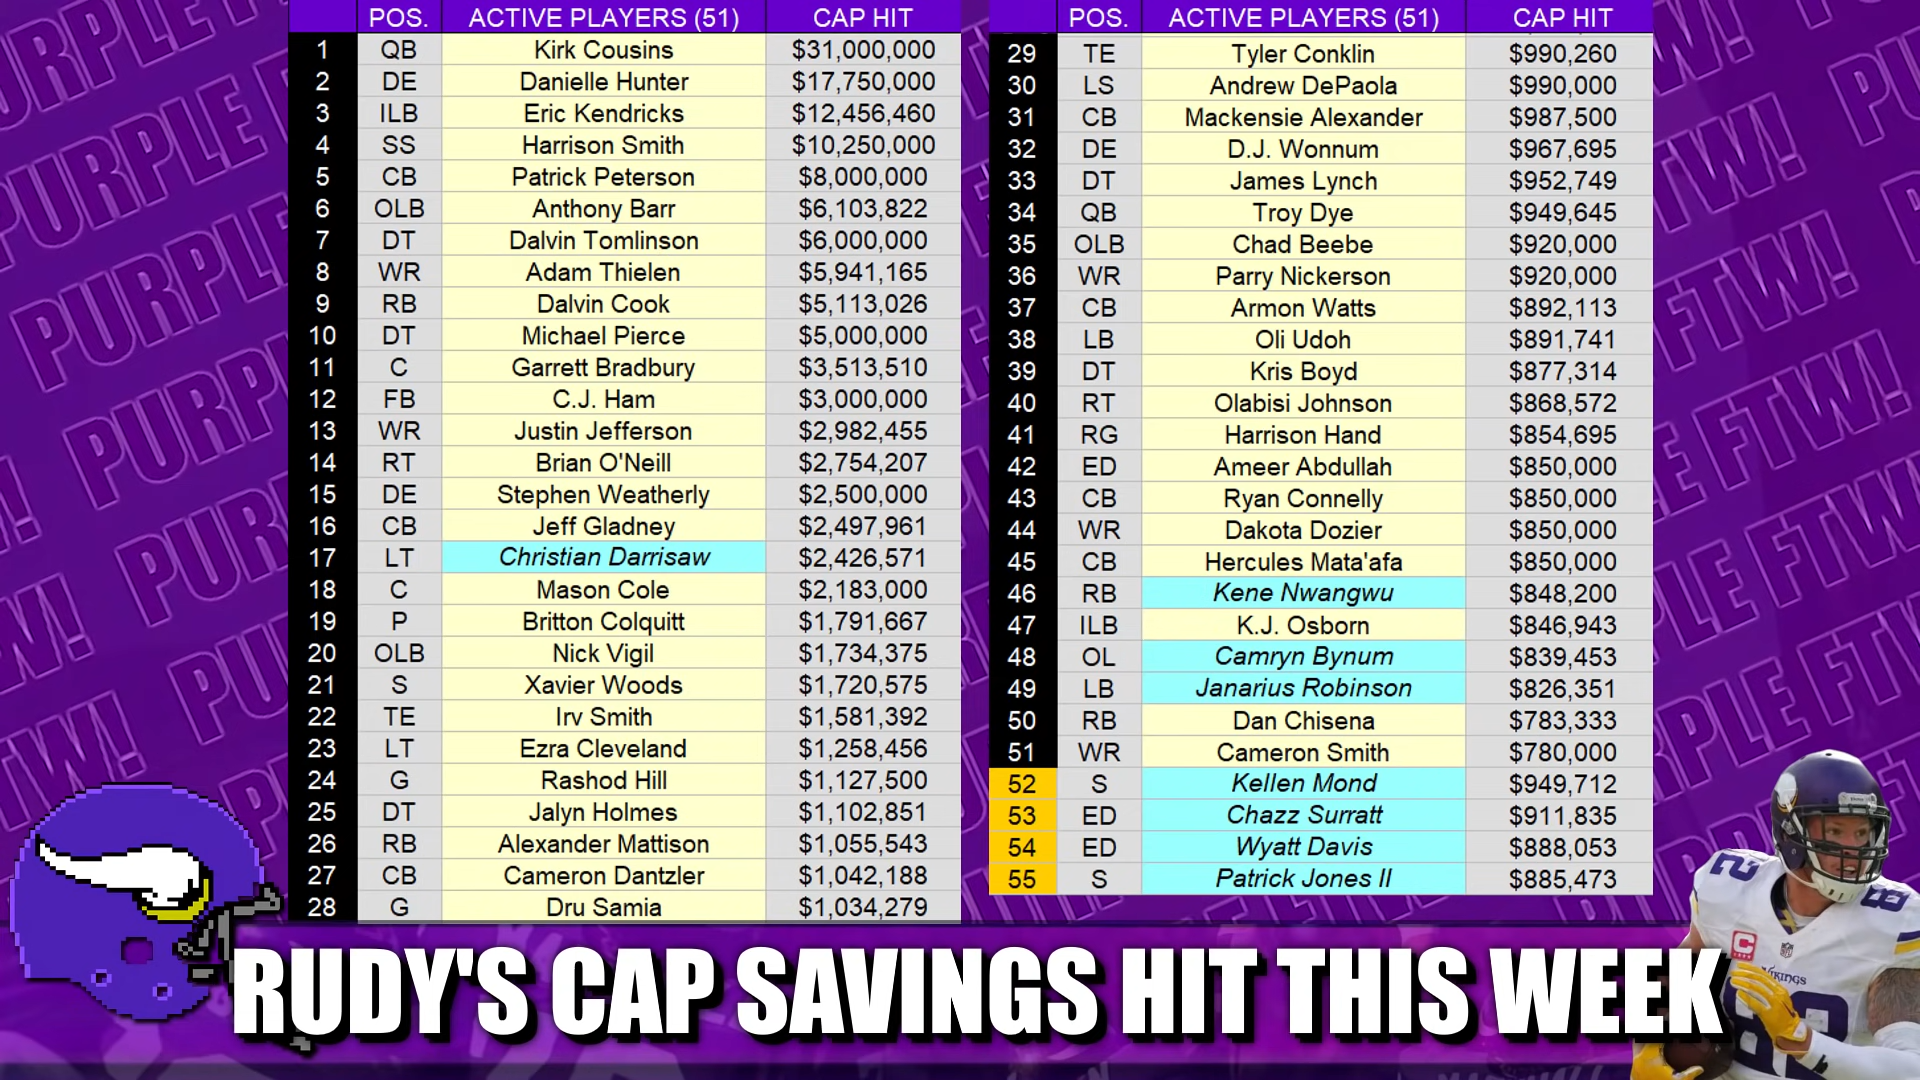 POS. ACTIVE PLAYERS (51) CAP HIT
1 QB Kirk Cousins $31,000,000
2 DE Danielle Hunter $17,750,000
3 ILB Eric Kendricks $12,456,460
4 SS Harrison Smith $10,250,000
5 CB Patrick Peterson $8,000,000
6 OLB Anthony Barr $6,103,822
7 DT Dalvin Tomlinson $6,000,000
8 WR Adam Thielen $5,941,165
9 RB Dalvin Cook $5,113,026
10 DT Michael Pierce $5,000,000
11 C Garrett Bradbury $3,513,510
12 FB C.J. Ham $3,000,000
13 WR Justin Jefferson $2,982,455
14 RT Brian O'Neill $2,754,207
15 DE Stephen Weatherly $2,500,000
16 CB Jeff Gladney $2,497,961
17 LT Christian Darrisaw $2,426,571
18 C Mason Cole $2,183,000
19 P Britton Colquitt $1,791,667
20 OLB Nick Vigil $1,734,375
21 S Xavier Woods $1,720,575
22 TE Irv Smith $1,581,392
23 LT Ezra Cleveland $1,258,456
24 G Rashod Hill $1,127,500
25 DT Jalyn Holmes $1,102,851
26 RB Alexander Mattison $1,055,543
27 CB Cameron Dantzler $1,042,188
28 G Dru Samia $1,034,279
POS. ACTIVE PLAYERS (51) CAP HIT
29 TE Tyler Conklin $990,260
30 LS Andrew DePaola $990,000
31 CB Mackensie Alexander $987,500
32 DE D.J. Wonnum $967,695
33 DT James Lynch $952,749
34 QB Troy Dye $949,645
35 OLB Chad Beebe $920,000
36 WR Parry Nickerson $920,000
37 CB Armon Watts $892,113
38 LB Oli Udoh $891,741
39 DT Kris Boyd $877,314
40 RT Olabisi Johnson $868,572
41 RG Harrison Hand $854,695
42 ED Ameer Abdullah $850,000
43 CB Ryan Connelly $850,000
44 WR Dakota Dozier $850,000
45 CB Hercules Mata'afa $850,000
46 RB Kene Nwangwu $848,200
47 ILB K.J. Osborn $846,943
48 OL Camryn Bynum $839,453
49 LB Janarius Robinson $826,351
50 RB Dan Chisena $783,333
51 WR Cameron Smith $780,000
52 S Kellen Mond $949,712
53 ED Chazz Surratt $911,835
54 ED Wyatt Davis $888,053
55 S Patrick Jones II $885,473
RUDY'S CAP SAVINGS HIT THIS WEEK
PURPLE FTW!
82
C
VIKINGS